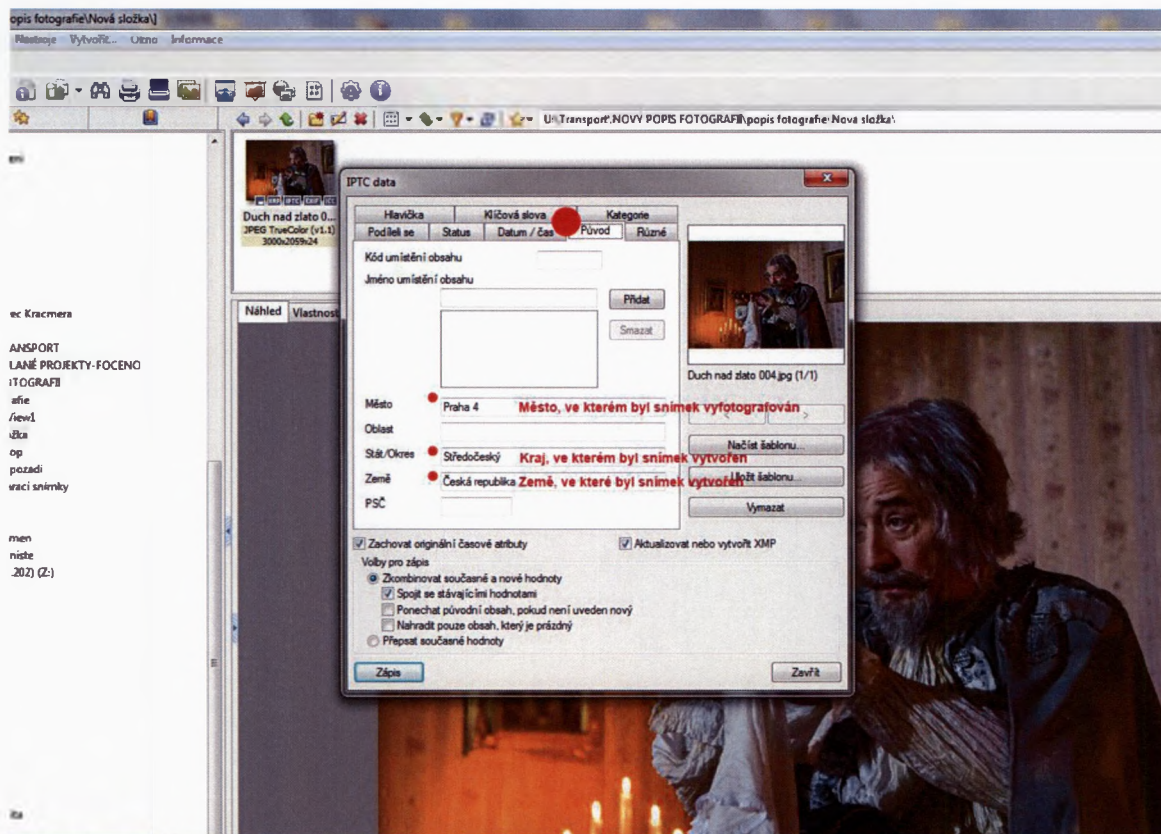 opis fotografie\Nová složka\]
Nástroje Vytvořit... Okno Informace
U:\Transport\NOVÝ POPIS FOTOGRAFII\popis fotografie\Nova složka\
eni
ec Kracmera
ANSPORT
LANÉ PROJEKTY-FOCENO
ITOGRAFII
afie
View1
ožka
op
pozadi
vraci snímky
men
niste
.202) (Z:)
ita
Duch nad zlato 0...
JPEG TrueColor (v1.1)
3000x2059x24
Náhled Vlastnost
IPTC data
Hlavička Klíčová slova Kategorie
Podíleli se Status Datum / čas Původ Různé
Kód umístění obsahu
Jméno umístění obsahu
Přidat
Smazat
Duch nad zlato 004.jpg (1/1)
Město Praha 4 Město, ve kterém byl snímek vyfotografován
< >
Oblast
Načíst šablonu...
Stát/Okres Středočeský Kraj, ve kterém byl snímek vytvořen
Země Česká republika Země, ve které byl snímek vytvořen
Uložit šablonu...
PSČ
Vymazat
Zachovat originální časové atributy Aktualizovat nebo vytvořit XMP
Volby pro zápis
Zkombinovat současné a nové hodnoty
Spojit se stávajícími hodnotami
Ponechat původní obsah, pokud není uveden nový
Nahradit pouze obsah, který je prázdný
Přepsat současné hodnoty
Zápis Zavřít